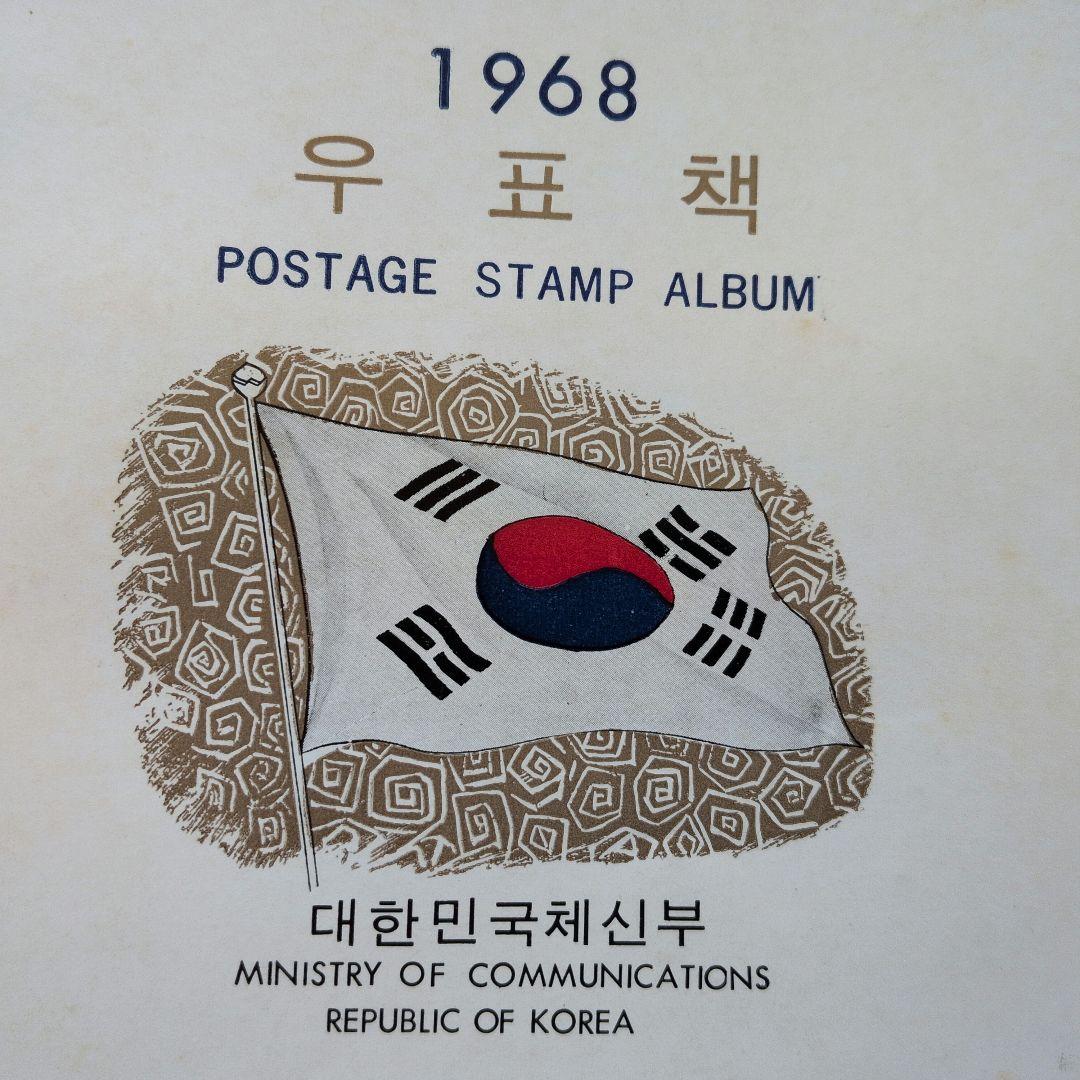 1968
우표책
POSTAGE STAMP ALBUM
대한민국체신부
MINISTRY OF COMMUNICATIONS
REPUBLIC OF KOREA